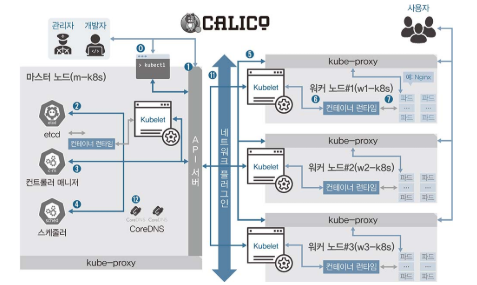 관리자 개발자
CALICO
사용자
0
kubectl
1
마스터 노드(m-k8s)
2
etcd
컨테이너 런타임
Kubelet
3
컨트롤러 매니저
4
스케줄러
12
CoreDNS
kube-proxy
API 서버
11
네트워크 플러그인
5
kube-proxy
Kubelet
워커 노드#1(w1-k8s)
예. Nginx
6
컨테이너 런타임
7
파드 파드
... ...
파드 파드
kube-proxy
Kubelet
워커 노드#2(w2-k8s)
컨테이너 런타임
파드 파드
... ...
파드 파드
kube-proxy
Kubelet
워커 노드#3(w3-k8s)
컨테이너 런타임
파드 파드
... ...
파드 파드